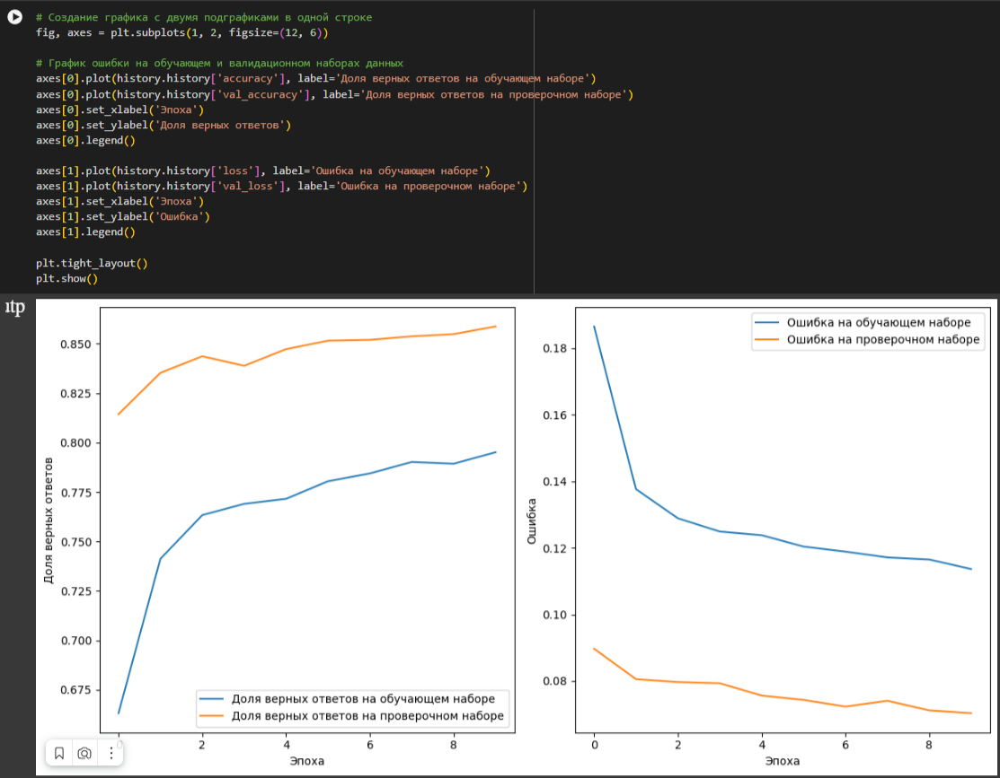 # Создание графика с двумя подграфиками в одной строке
fig, axes = plt.subplots(1, 2, figsize=(12, 6))
# График ошибки на обучающем и валидационном наборах данных
axes[0].plot(history.history['accuracy'], label='Доля верных ответов на обучающем наборе')
axes[0].plot(history.history['val_accuracy'], label='Доля верных ответов на проверочном наборе')
axes[0].set_xlabel('Эпоха')
axes[0].set_ylabel('Доля верных ответов')
axes[0].legend()
axes[1].plot(history.history['loss'], label='Ошибка на обучающем наборе')
axes[1].plot(history.history['val_loss'], label='Ошибка на проверочном наборе')
axes[1].set_xlabel('Эпоха')
axes[1].set_ylabel('Ошибка')
axes[1].legend()
plt.tight_layout()
plt.show()
0.850
0.825
0.800
0.775
0.750
0.725
0.700
0.675
Доля верных ответов
Доля верных ответов на обучающем наборе
Доля верных ответов на проверочном наборе
0 2 4 6 8
Эпоха
Ошибка на обучающем наборе
Ошибка на проверочном наборе
0.18
0.16
0.14
0.12
0.10
0.08
Ошибка
0 2 4 6 8
Эпоха